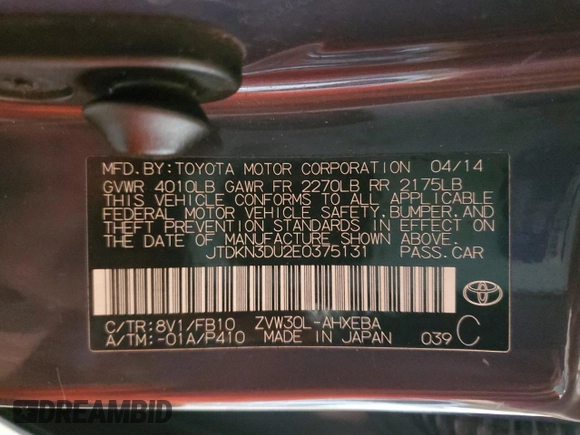 MFD. BY: TOYOTA MOTOR CORPORATION 04/14
GVWR 4010LB GAWR FR 2270LB RR 2175LB
THIS VEHICLE CONFORMS TO ALL APPLICABLE
FEDERAL MOTOR VEHICLE SAFETY, BUMPER, AND
THEFT PREVENTION STANDARDS IN EFFECT ON
THE DATE OF MANUFACTURE SHOWN ABOVE.
JTDKN3DU2E0375131 PASS. CAR
C/TR: 8V1/FB10 ZVW30L-AHXEBA
A/TM: -01A/P410 MADE IN JAPAN 039 C
DREAMBID